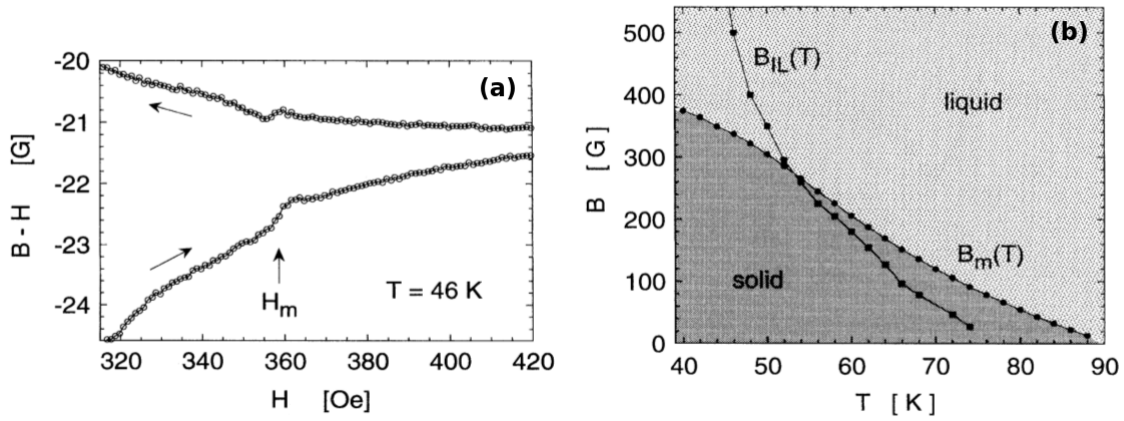 (a)
-20
-21
-22
-23
-24
B - H [G]
H_m
T = 46 K
320 340 360 380 400 420
H [Oe]
(b)
500
400
300
200
100
0
B [G]
B_IL(T)
liquid
B_m(T)
solid
40 50 60 70 80 90
T [K]